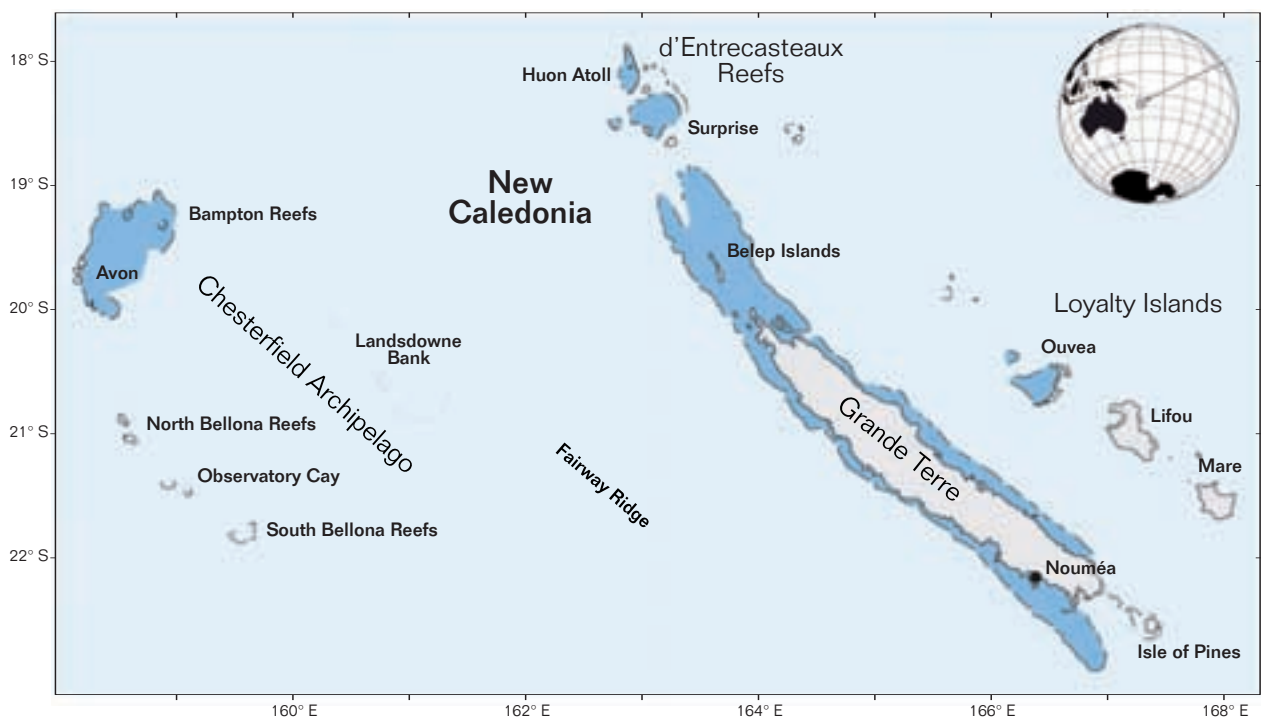 d'Entrecasteaux
Reefs
Huon Atoll
18° S
Surprise
19° S
New
Caledonia
Bampton Reefs
Belep Islands
Avon
20° S
Loyalty Islands
Chesterfield Archipelago
Landsdowne
Bank
Ouvea
Grande Terre
Lifou
North Bellona Reefs
21° S
Fairway Ridge
Mare
Observatory Cay
South Bellona Reefs
22° S
Nouméa
Isle of Pines
160° E
162° E
164° E
166° E
168° E